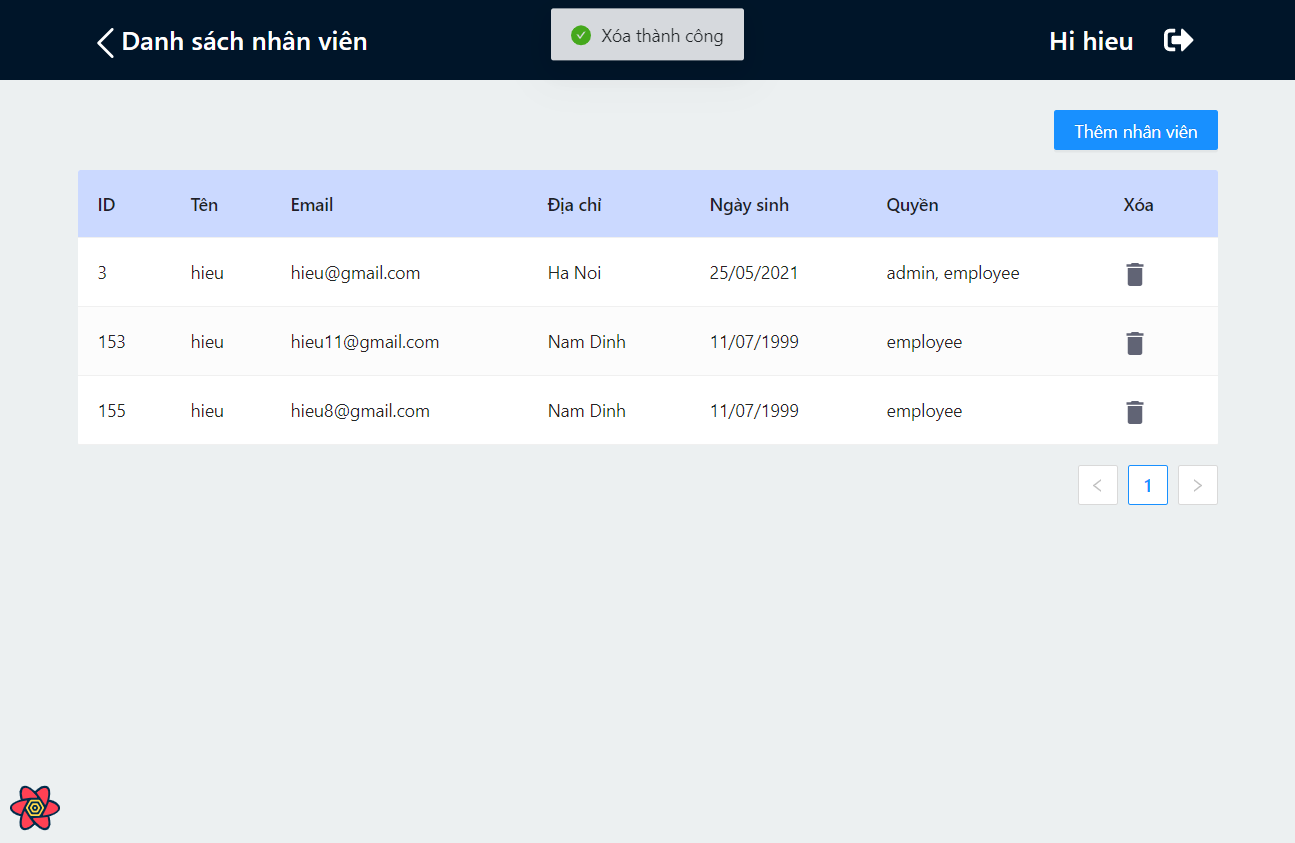 Danh sách nhân viên
Xóa thành công
Hi hieu
Thêm nhân viên
ID Tên Email Địa chỉ Ngày sinh Quyền Xóa
3 hieu hieu@gmail.com Ha Noi 25/05/2021 admin, employee
153 hieu hieu11@gmail.com Nam Dinh 11/07/1999 employee
155 hieu hieu8@gmail.com Nam Dinh 11/07/1999 employee
1